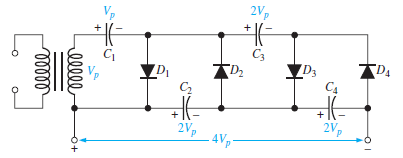 Vp 2Vp
+ − + −
C1 C3
Vp D1 D2 D3 D4
C2 C4
+ − + −
2Vp 2Vp
4Vp
+ −